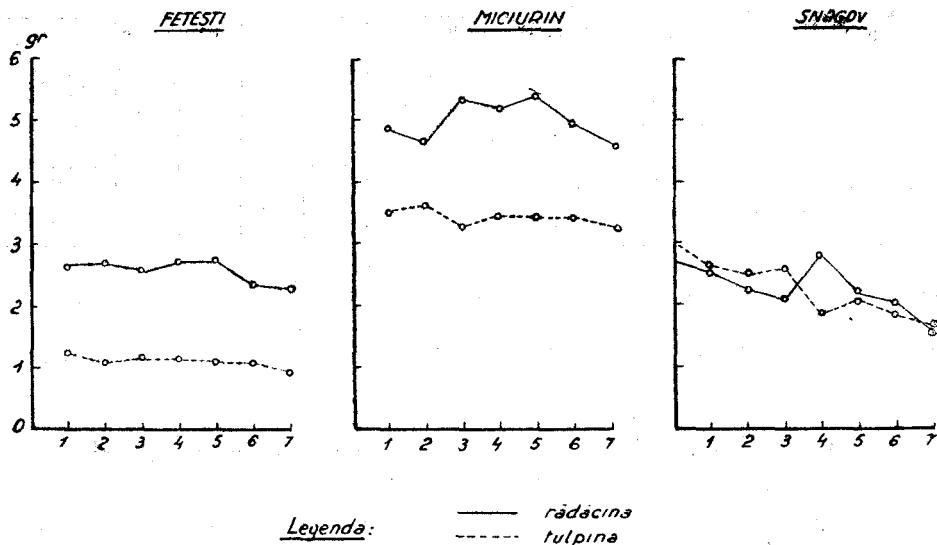 FETEȘTI MICIURIN SNAGOV
gr
6
5
4
3
2
1
0
1 2 3 4 5 6 7
1 2 3 4 5 6 7
1 2 3 4 5 6 7
Legenda:
rădăcina
tulpina